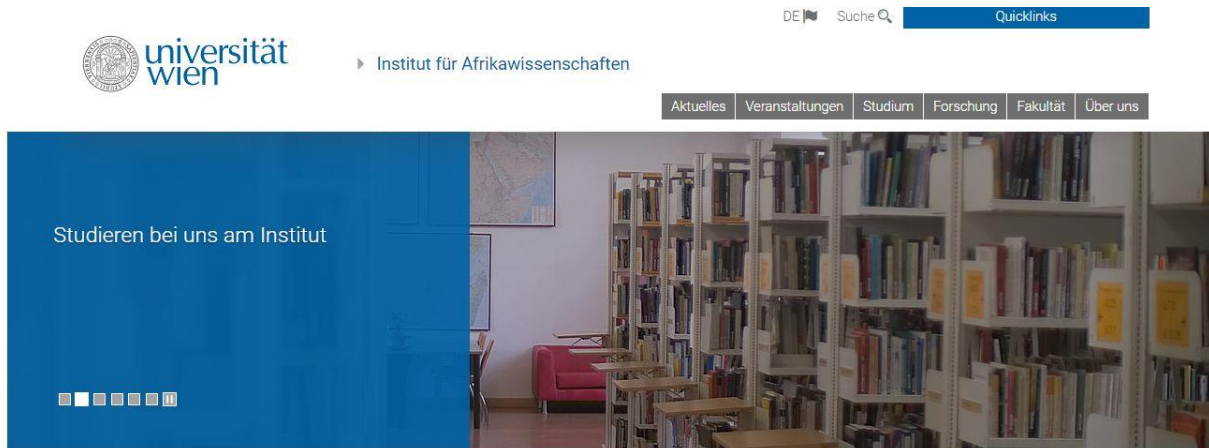 DE
Suche
Quicklinks
universität
wien
Institut für Afrikawissenschaften
Aktuelles Veranstaltungen Studium Forschung Fakultät Über uns
Studieren bei uns am Institut